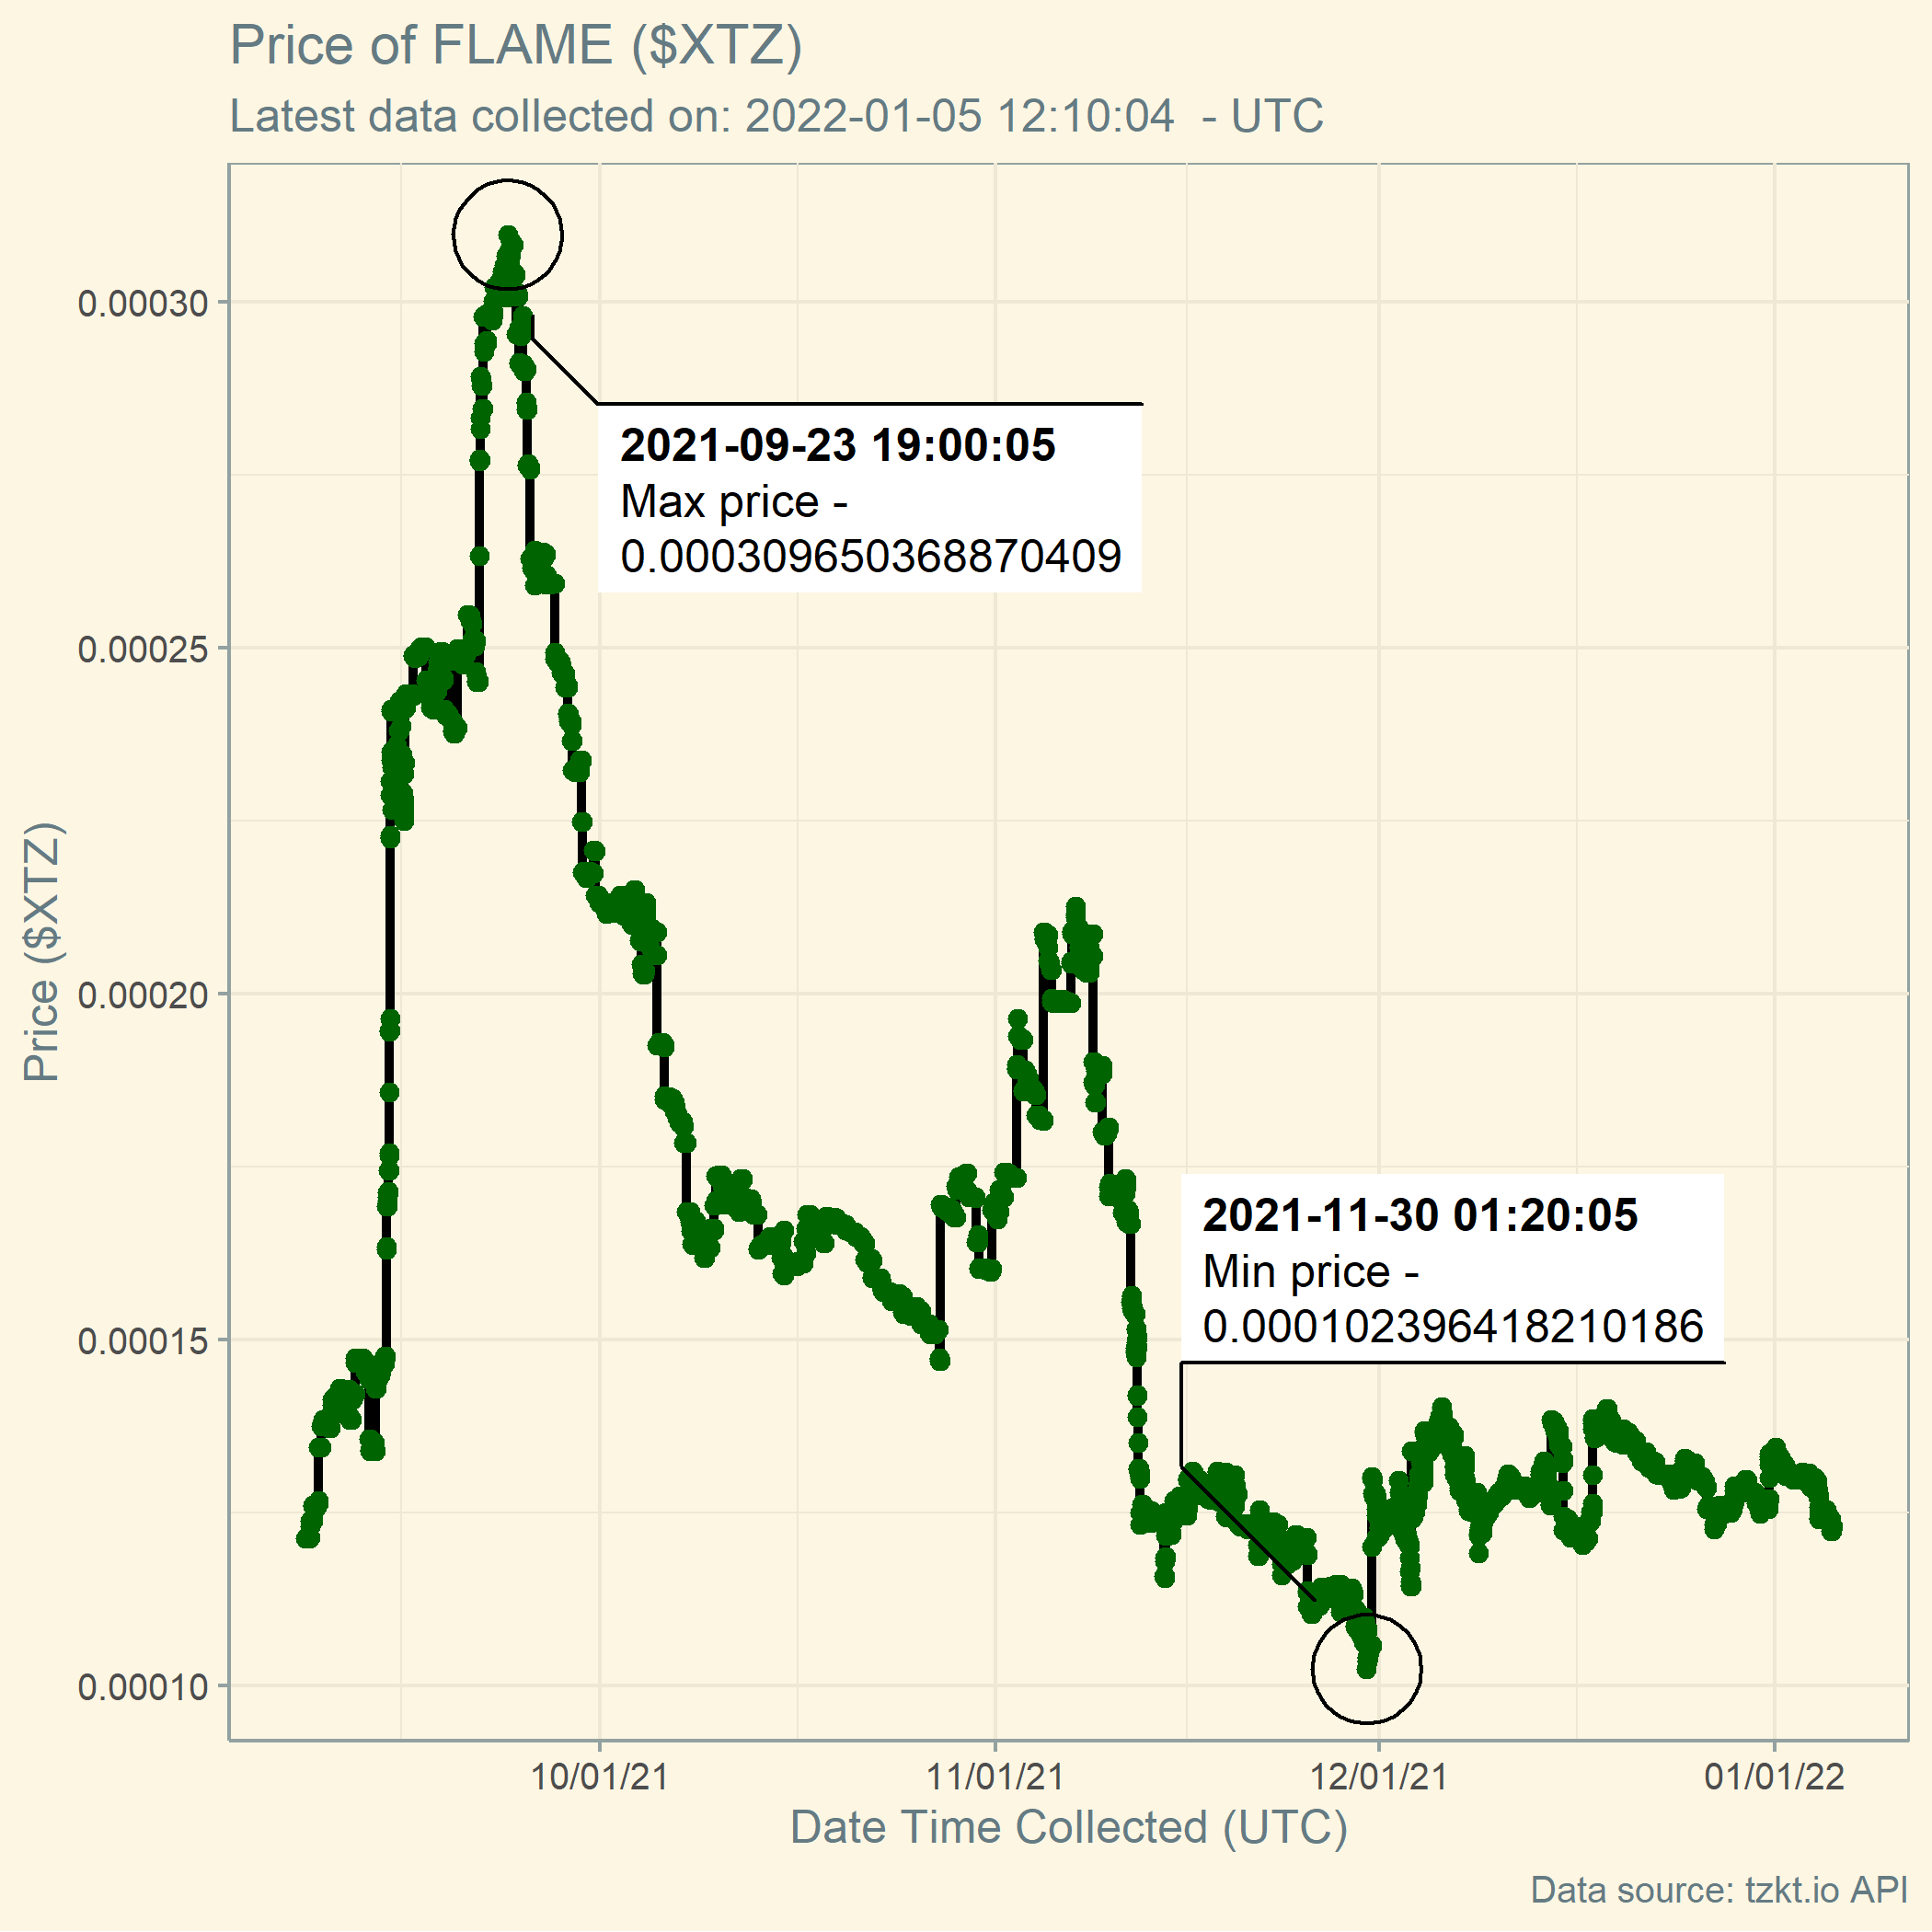 Price of FLAME ($XTZ)
Latest data collected on: 2022-01-05 12:10:04  - UTC
0.00030
0.00025
0.00020
0.00015
0.00010
Price ($XTZ)
2021-09-23 19:00:05
Max price -
0.000309650368870409
2021-11-30 01:20:05
Min price -
0.000102396418210186
10/01/21
11/01/21
12/01/21
01/01/22
Date Time Collected (UTC)
Data source: tzkt.io API